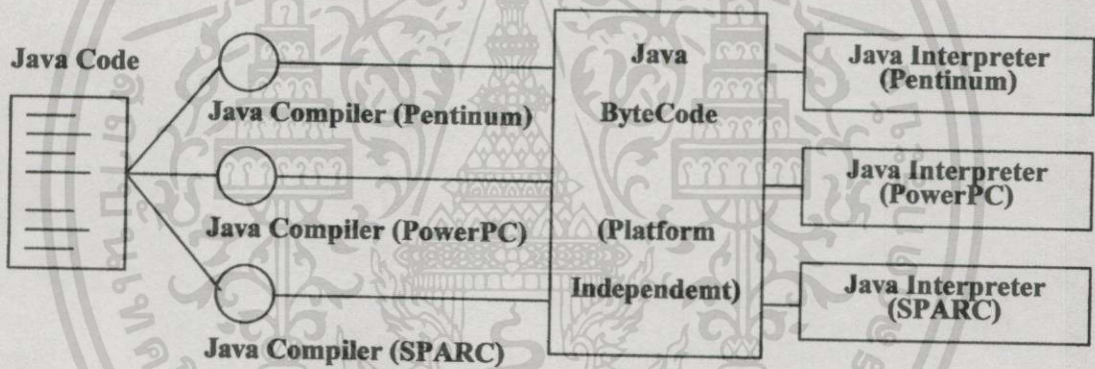 Java Code
Java Compiler (Pentinum)
Java Compiler (PowerPC)
Java Compiler (SPARC)
Java
ByteCode
(Platform
Independemt)
Java Interpreter
(Pentinum)
Java Interpreter
(PowerPC)
Java Interpreter
(SPARC)